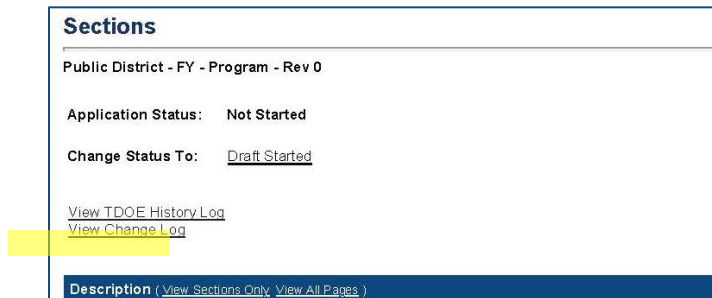 Sections
Public District - FY - Program - Rev 0
Application Status: Not Started
Change Status To: Draft Started
View TDOE History Log
View Change Log
Description ( View Sections Only View All Pages )